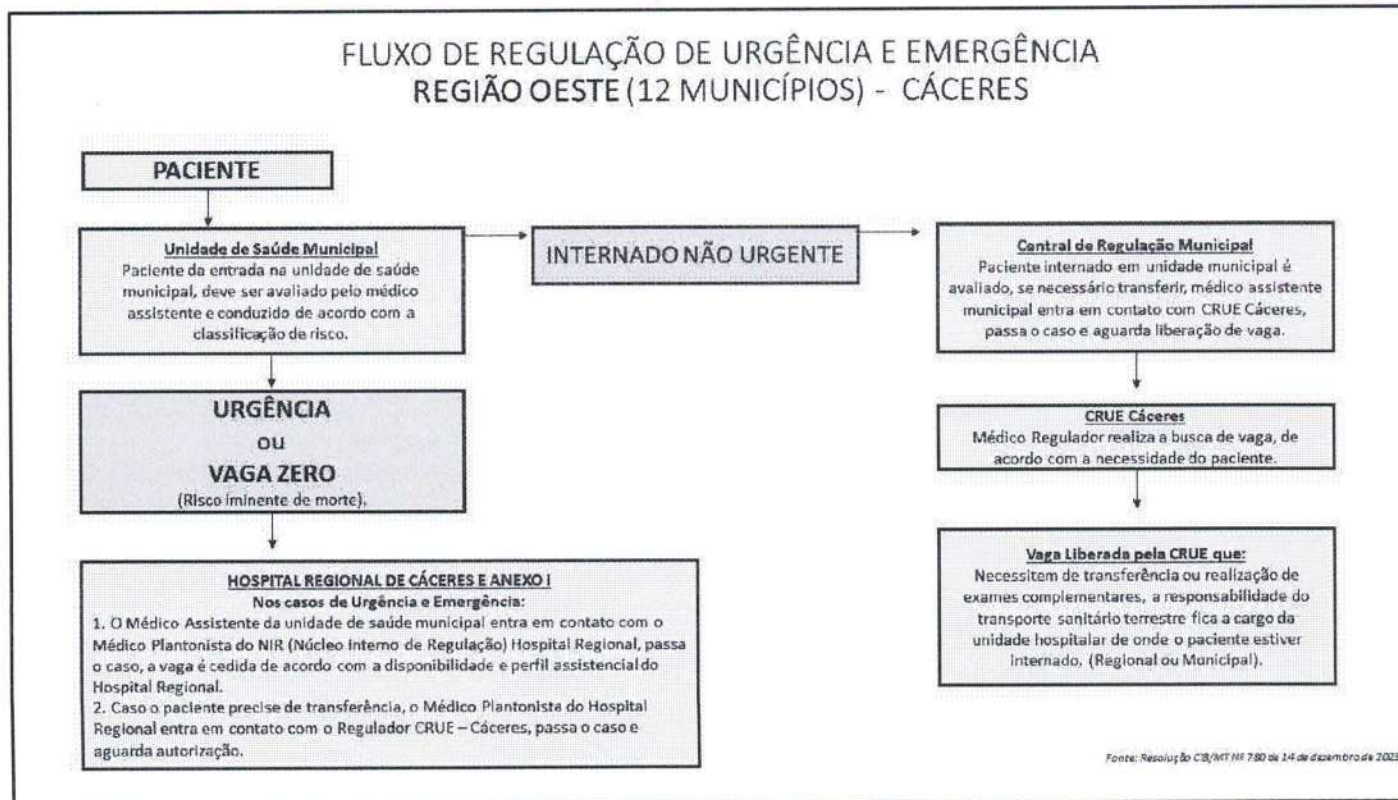 FLUXO DE REGULAÇÃO DE URGÊNCIA E EMERGÊNCIA
REGIÃO OESTE (12 MUNICÍPIOS) - CÁCERES
PACIENTE
Unidade de Saúde Municipal
Paciente da entrada na unidade de saúde
municipal, deve ser avaliado pelo médico
assistente e conduzido de acordo com a
classificação de risco.
INTERNADO NÃO URGENTE
Central de Regulação Municipal
Paciente internado em unidade municipal é
avaliado, se necessário transferir, médico assistente
municipal entra em contato com CRUE Cáceres,
passa o caso e aguarda liberação de vaga.
URGÊNCIA
ou
VAGA ZERO
(Risco iminente de morte).
CRUE Cáceres
Médico Regulador realiza a busca de vaga, de
acordo com a necessidade do paciente.
HOSPITAL REGIONAL DE CÁCERES E ANEXO I
Nos casos de Urgência e Emergência:
1. O Médico Assistente da unidade de saúde municipal entra em contato com o
Médico Plantonista do NIR (Núcleo Interno de Regulação) Hospital Regional, passa
o caso, a vaga é cedida de acordo com a disponibilidade e perfil assistencial do
Hospital Regional.
2. Caso o paciente precise de transferência, o Médico Plantonista do Hospital
Regional entra em contato com o Regulador CRUE – Cáceres, passa o caso e
aguarda autorização.
Vaga Liberada pela CRUE que:
Necessitem de transferência ou realização de
exames complementares, a responsabilidade do
transporte sanitário terrestre fica a cargo da
unidade hospitalar de onde o paciente estiver
internado, (Regional ou Municipal).
Fonte: Resolução CIB/MT Nº 780 de 14 de dezembro de 2023